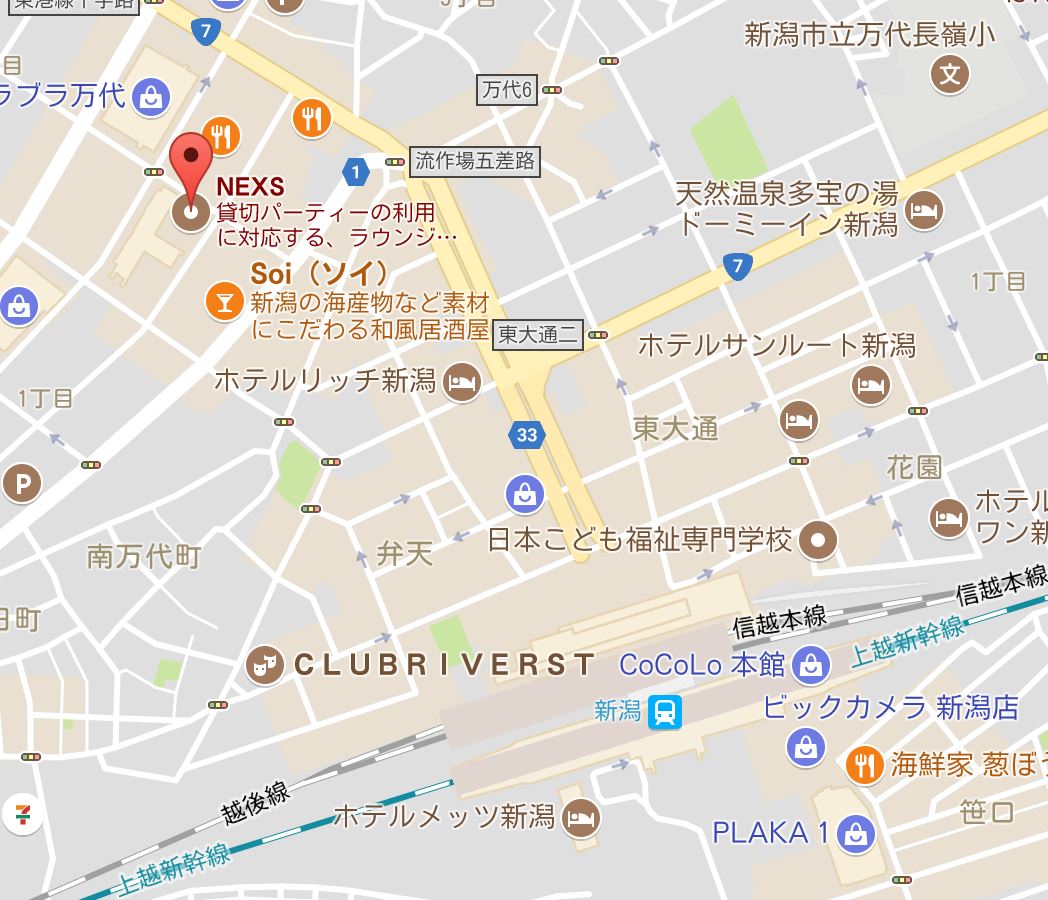 東港線十字路
7
新潟市立万代長嶺小
文
ラブラ万代
万代6
流作場五差路
1
NEXS
貸切パーティーの利用
に対応する、ラウンジ…
天然温泉多宝の湯
ドーミーイン新潟
7
1丁目
Soi（ソイ）
新潟の海産物など素材
にこだわる和風居酒屋
東大通二
ホテルサンルート新潟
ホテルリッチ新潟
1丁目
33
東大通
花園
P
ホテル
ワン新
日本こども福祉専門学校
南万代町
弁天
信越本線
信越本線
上越新幹線
CLUBRIVERST
CoCoLo 本館
新潟
ビックカメラ 新潟店
海鮮家 葱ぼう
越後線
ホテルメッツ新潟
笹口
PLAKA 1
7
上越新幹線